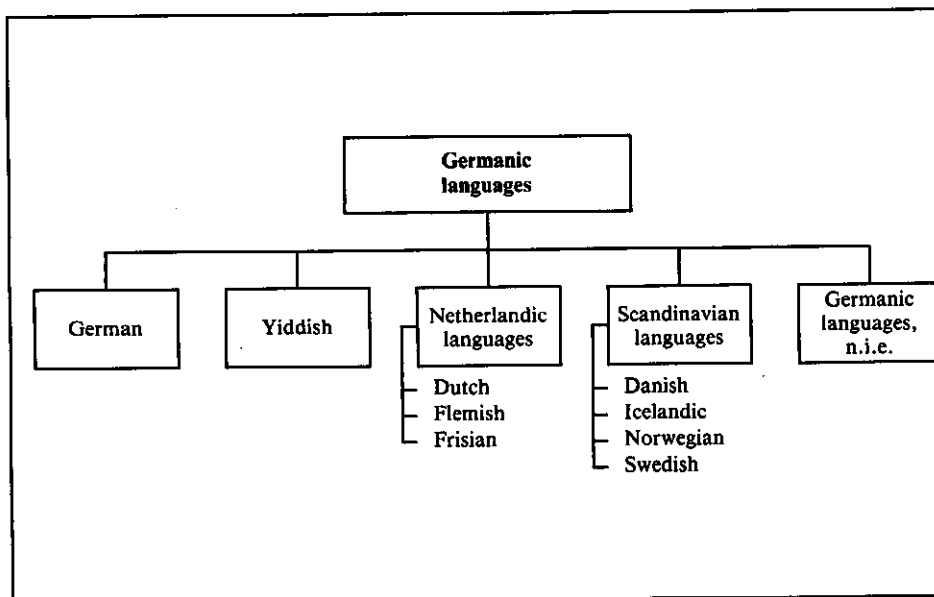 Germanic
languages
German
Yiddish
Netherlandic
languages
Dutch
Flemish
Frisian
Scandinavian
languages
Danish
Icelandic
Norwegian
Swedish
Germanic
languages,
n.i.e.